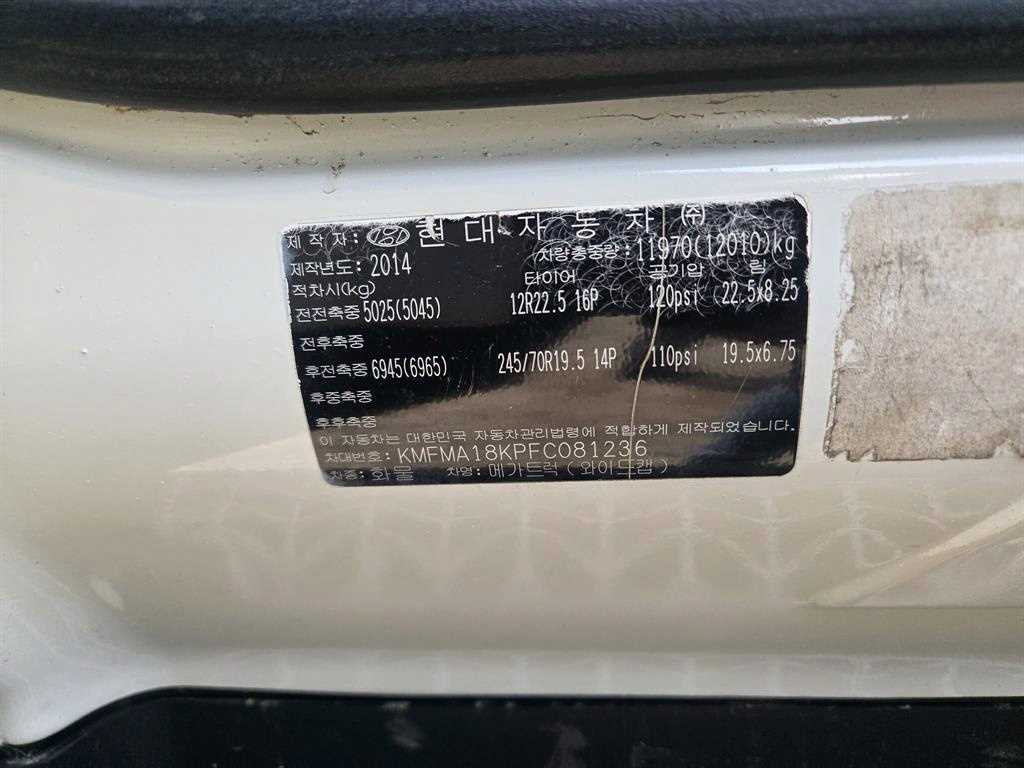 제작자: 현대자동차 ㈜
제작년도: 2014 차량총중량: 11970(12010)kg
적차시(kg) 타이어 공기압 림
전전축중 5025(5045) 12R22.5 16P 120psi (22.5x8.25
전후축중
후전축중 6945(6965) 245/70R19.5 14P 110psi 19.5x6.75
후중축중
후후축중
이 자동차는 대한민국 자동차관리법령에 적합하게 제작되었습니다.
차대번호: KMFMA18KPFC081236
차종: 화물 차명: 메가트럭 (와이드캡)